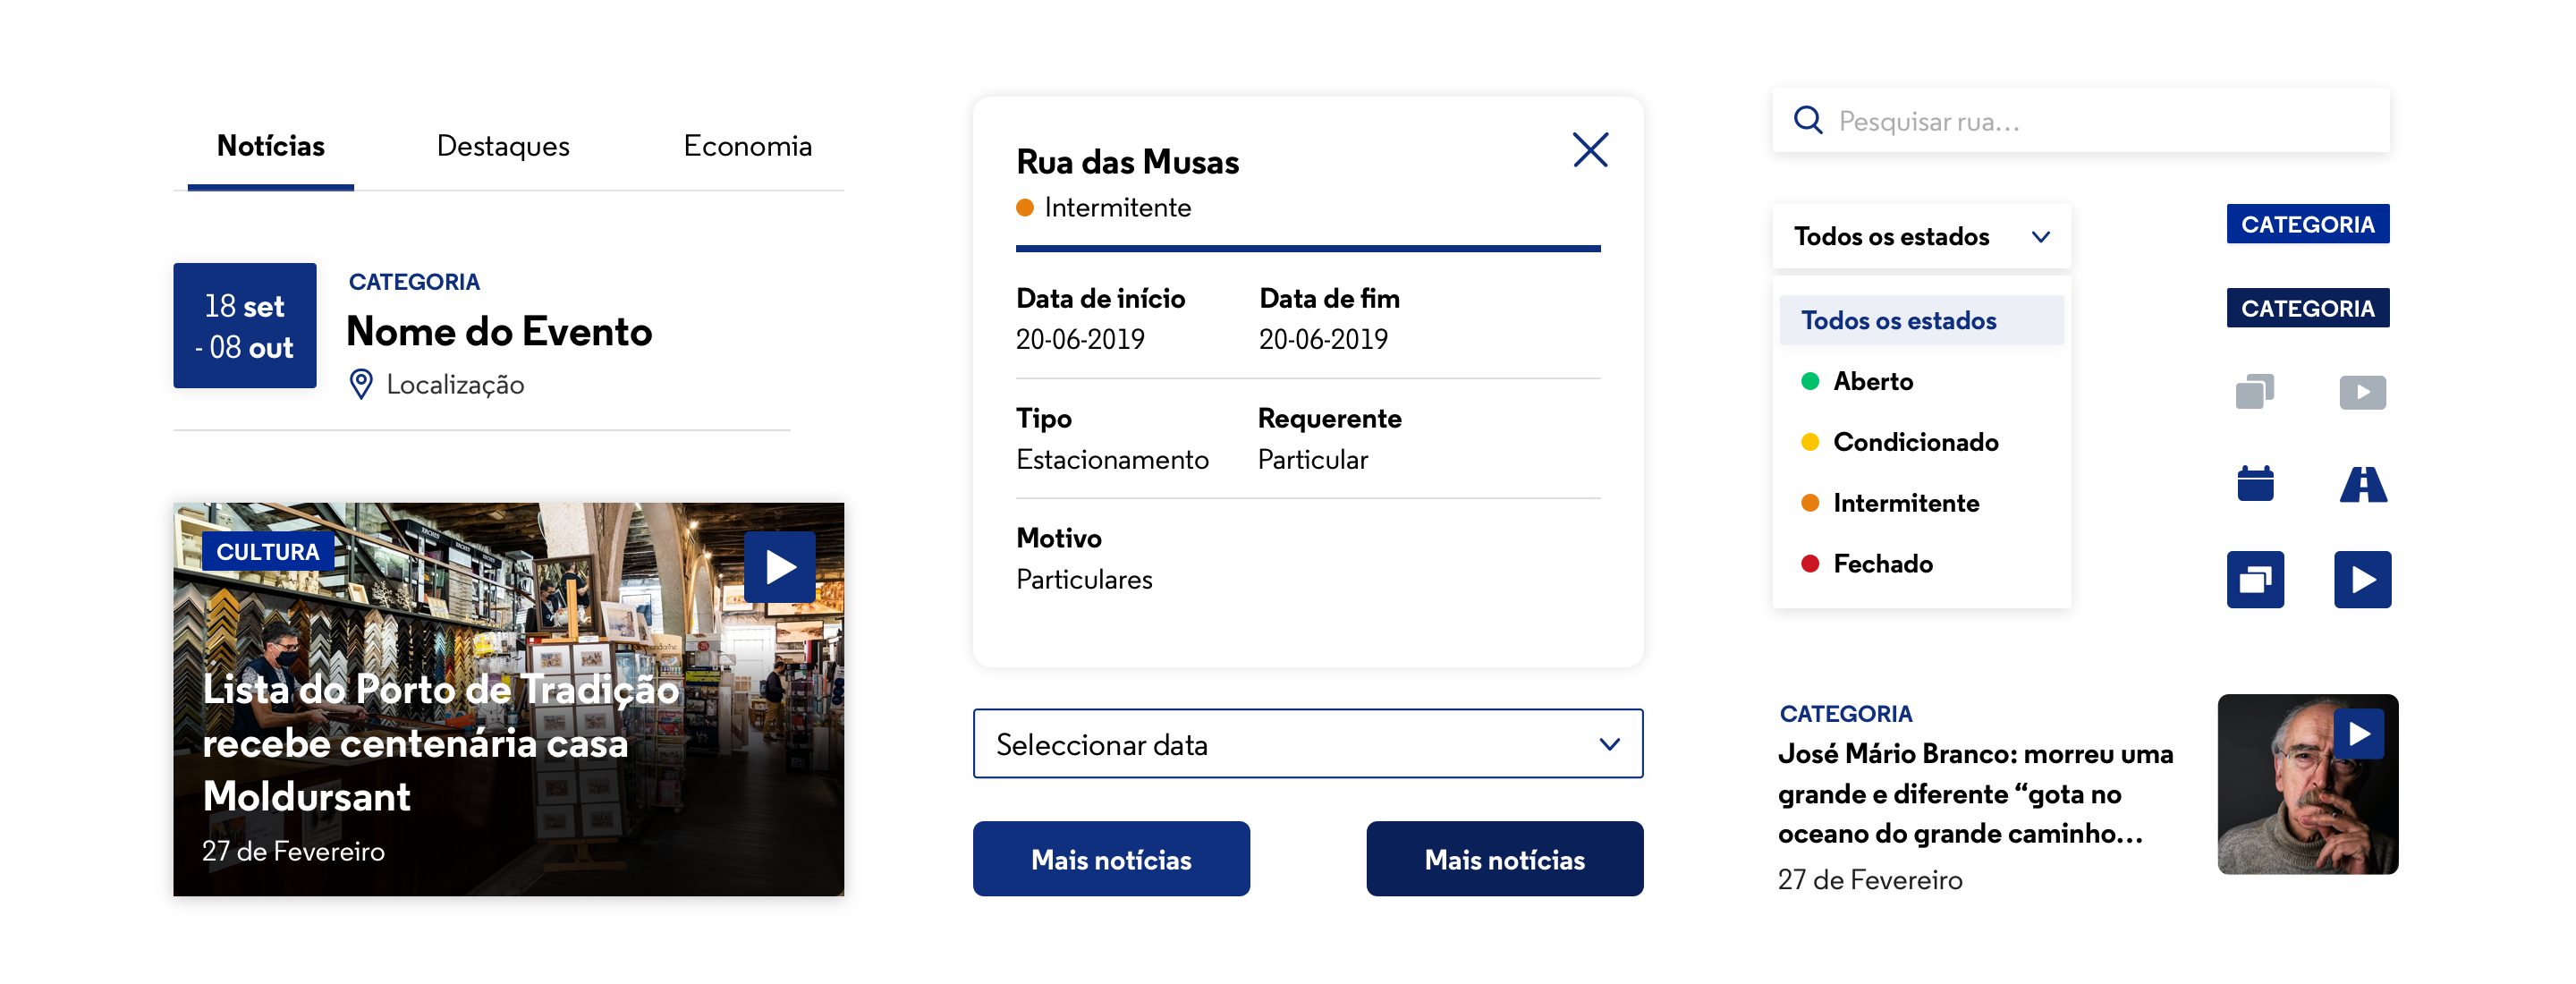 Notícias
Destaques
Economia
18 set
- 08 out
CATEGORIA
Nome do Evento
Localização
CULTURA
Lista do Porto de Tradição
recebe centenária casa
Moldursant
27 de Fevereiro
Rua das Musas
Intermitente
Data de início
Data de fim
20-06-2019
20-06-2019
Tipo
Requerente
Estacionamento
Particular
Motivo
Particulares
Seleccionar data
Mais notícias
Mais notícias
Pesquisar rua...
Todos os estados
Todos os estados
Aberto
Condicionado
Intermitente
Fechado
CATEGORIA
CATEGORIA
CATEGORIA
José Mário Branco: morreu uma
grande e diferente “gota no
oceano do grande caminho...
27 de Fevereiro